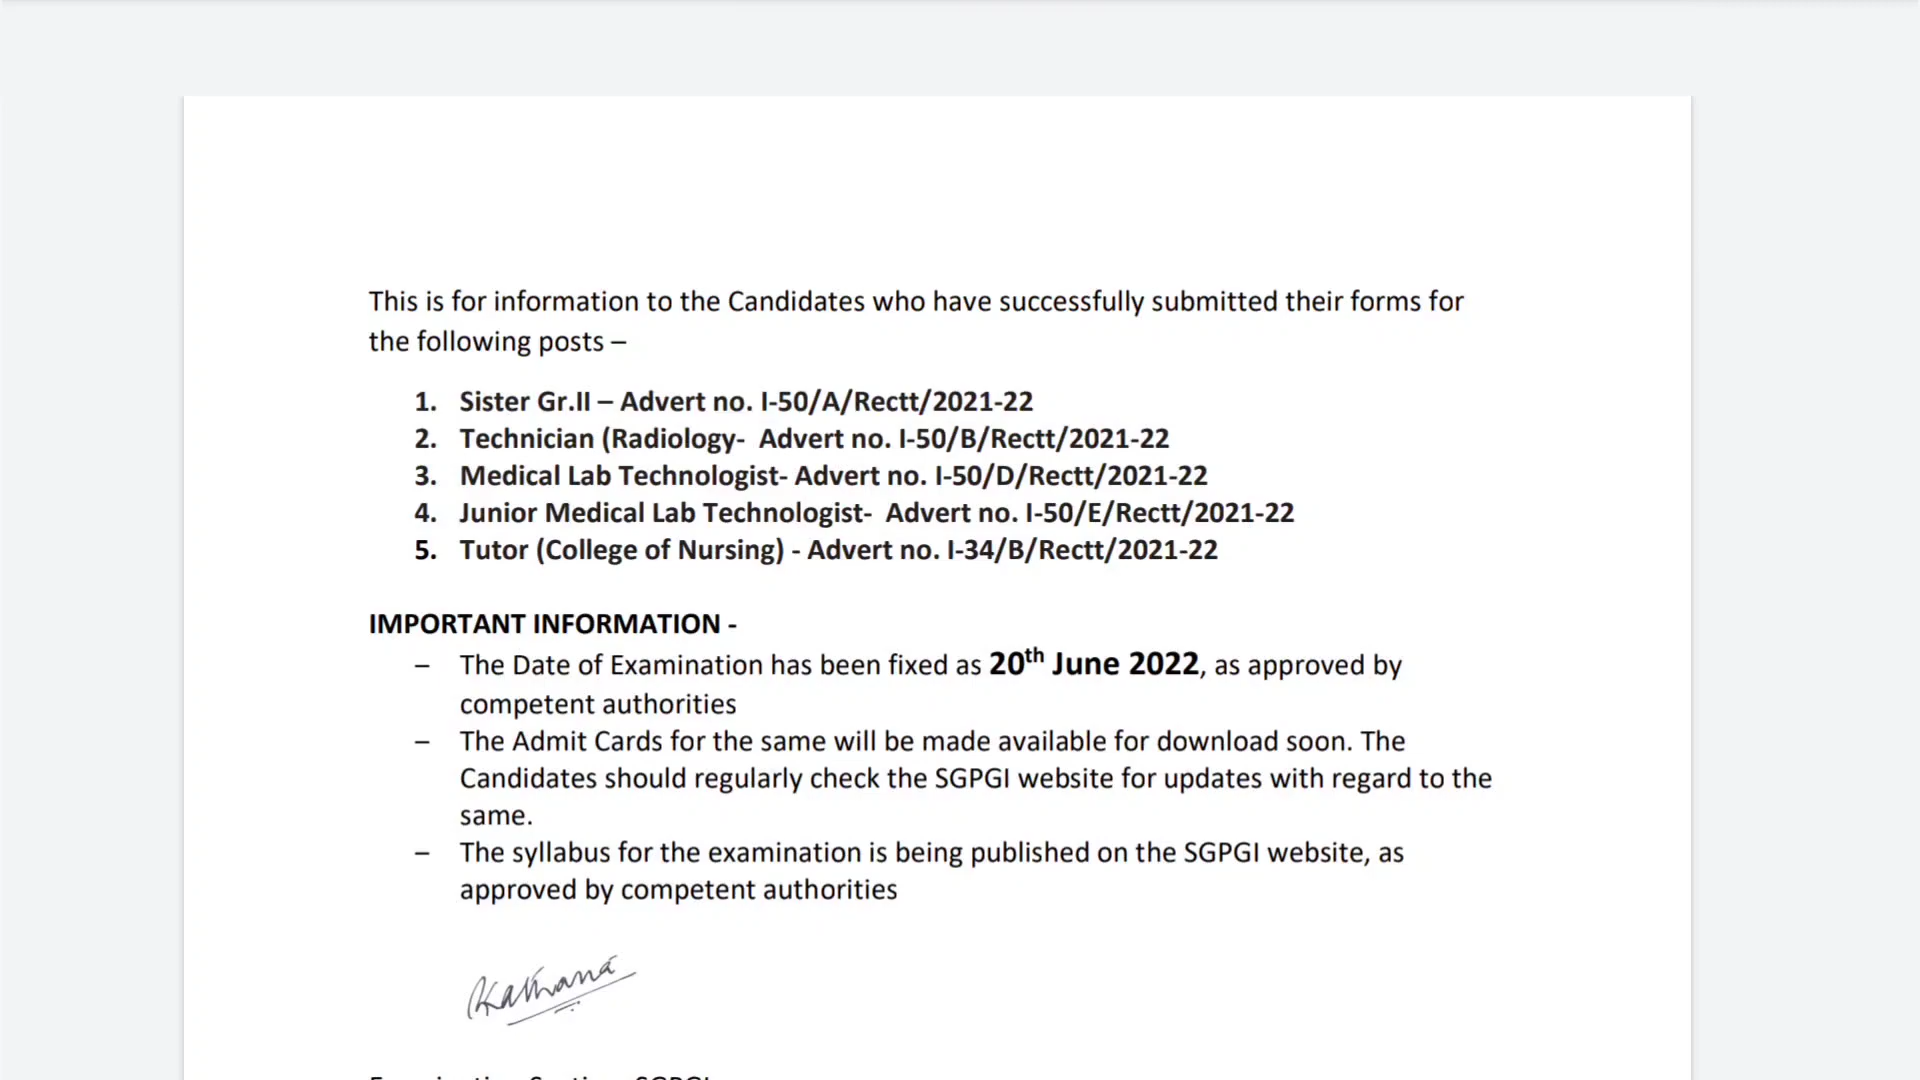 This is for information to the Candidates who have successfully submitted their forms for
the following posts –
1. Sister Gr.II – Advert no. I-50/A/Rectt/2021-22
2. Technician (Radiology- Advert no. I-50/B/Rectt/2021-22
3. Medical Lab Technologist- Advert no. I-50/D/Rectt/2021-22
4. Junior Medical Lab Technologist- Advert no. I-50/E/Rectt/2021-22
5. Tutor (College of Nursing) - Advert no. I-34/B/Rectt/2021-22
IMPORTANT INFORMATION -
– The Date of Examination has been fixed as 20th June 2022, as approved by
competent authorities
– The Admit Cards for the same will be made available for download soon. The
Candidates should regularly check the SGPGI website for updates with regard to the
same.
– The syllabus for the examination is being published on the SGPGI website, as
approved by competent authorities